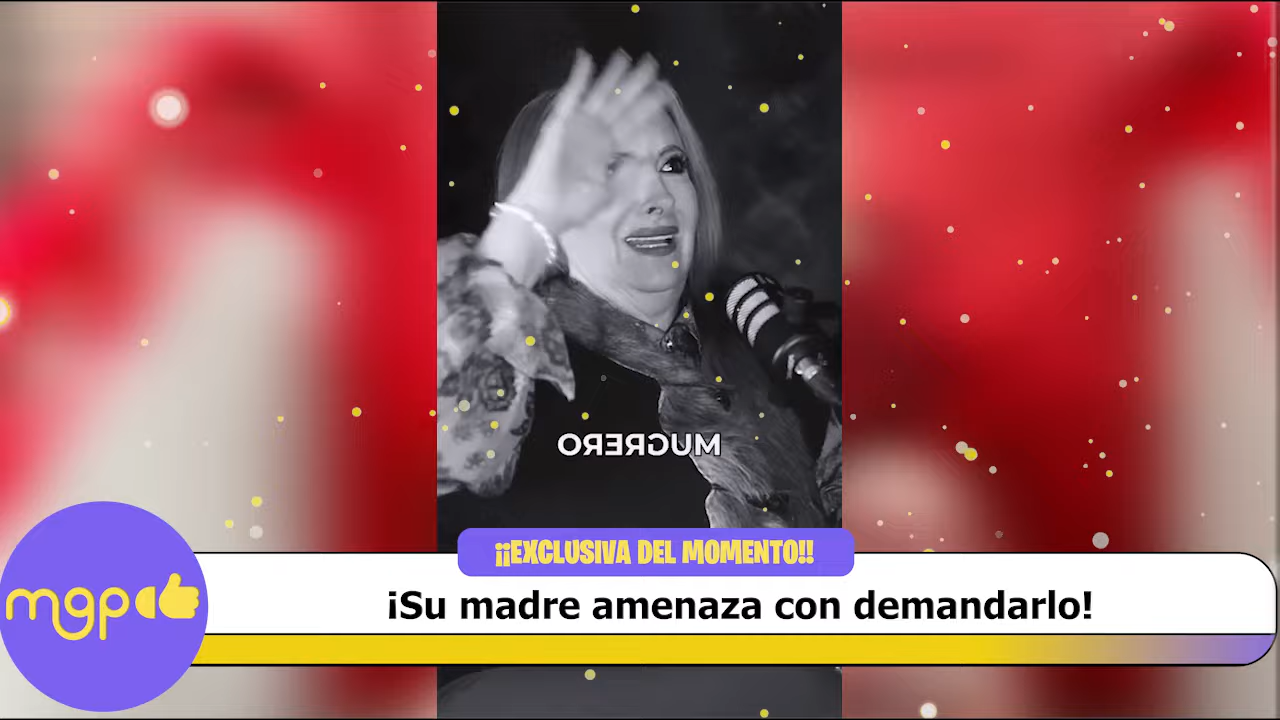 MUGRERO
¡¡EXCLUSIVA DEL MOMENTO!!
¡Su madre amenaza con demandarlo!
mgp